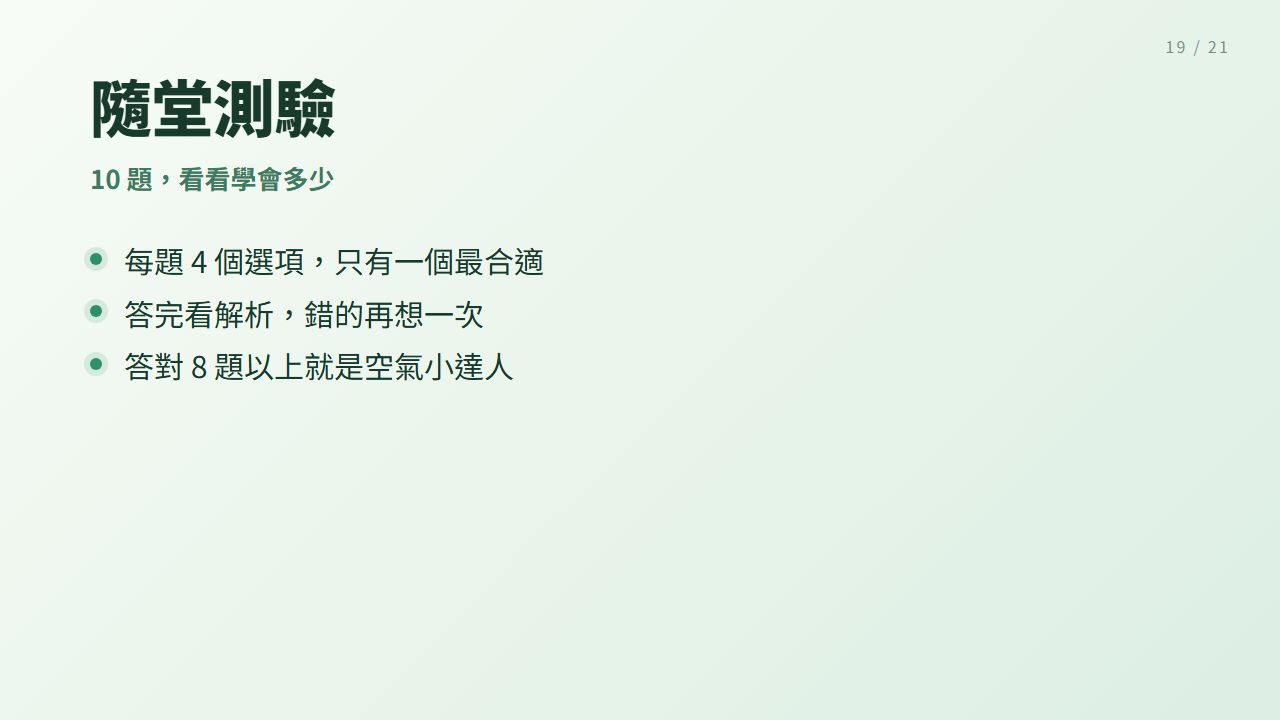 19 / 21
隨堂測驗
10 題，看看學會多少
每題 4 個選項，只有一個最合適
答完看解析，錯的再想一次
答對 8 題以上就是空氣小達人